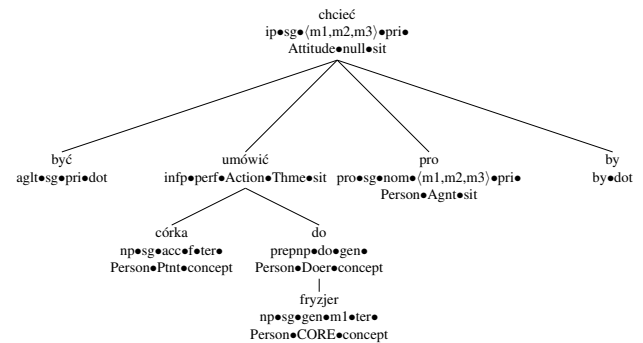 chcieć
ip●sg●⟨m1,m2,m3⟩●pri●
Attitude●null●sit
być
aglt●sg●pri●dot
umówić
infp●perf●Action●Thme●sit
pro
pro●sg●nom●⟨m1,m2,m3⟩●pri●
Person●Agnt●sit
by
by●dot
córka
np●sg●acc●f●ter●
Person●Ptnt●concept
do
prepnp●do●gen●
Person●Doer●concept
fryzjer
np●sg●gen●m1●ter●
Person●CORE●concept